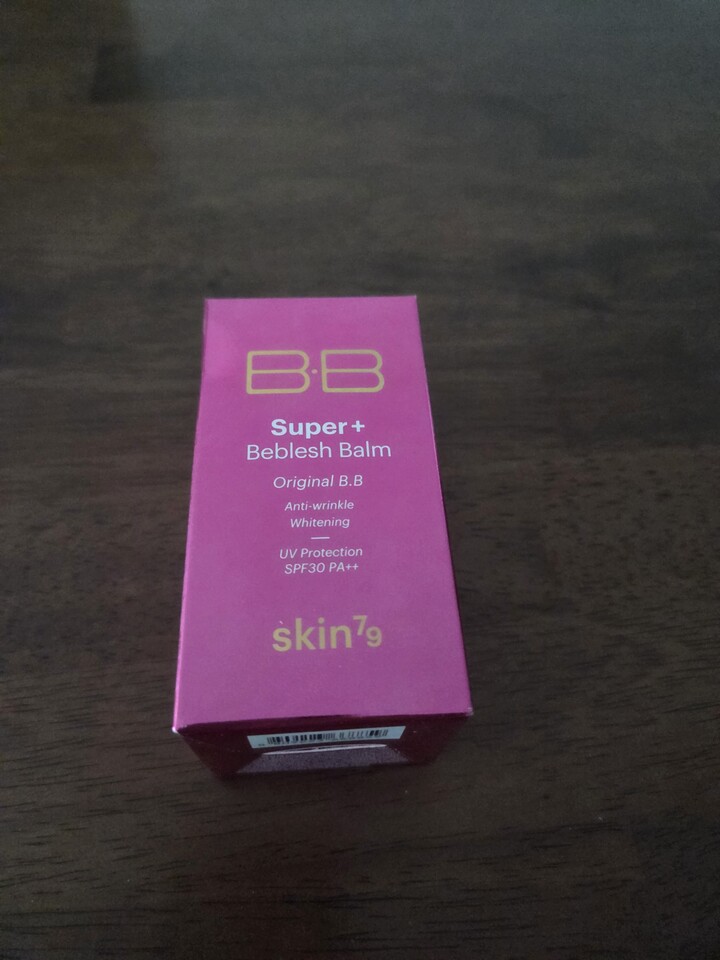 B·B
Super+
Beblesh Balm
Original B.B
Anti-wrinkle
Whitening
UV Protection
SPF30 PA++
skin79